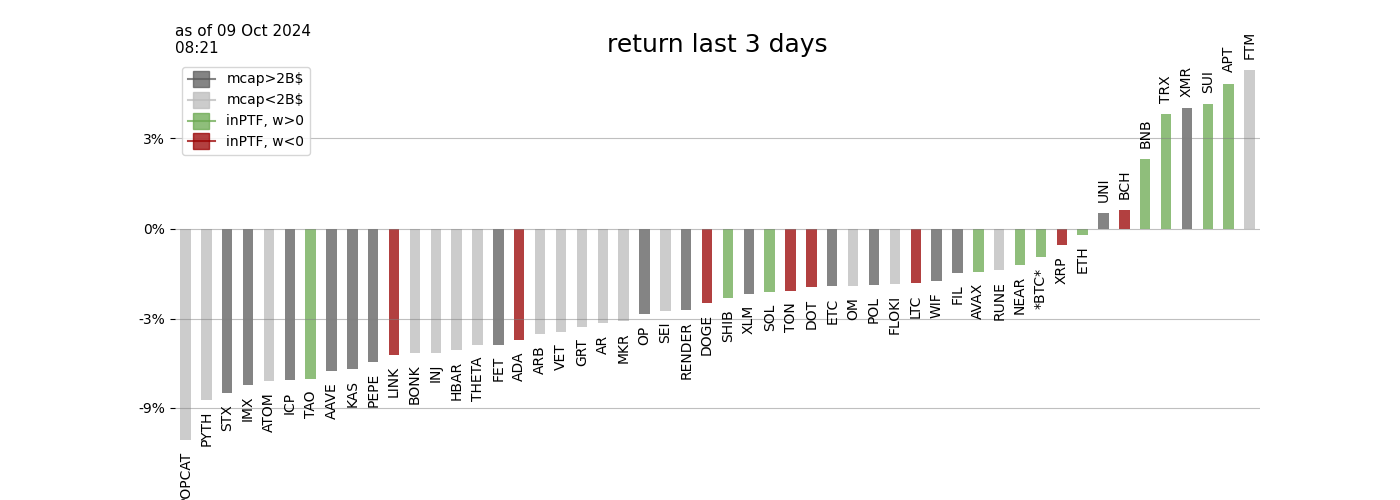 as of 09 Oct 2024
08:21
return last 3 days
mcap>2B$
mcap<2B$
inPTF, w>0
inPTF, w<0
3%
0%
-3%
-9%
PYTH
STX
IMX
ATOM
ICP
TAO
AAVE
KAS
PEPE
LINK
BONK
INJ
HBAR
THETA
FET
ADA
ARB
VET
GRT
AR
MKR
OP
SEI
RENDER
DOGE
SHIB
XLM
SOL
TON
DOT
ETC
OM
POL
FLOKI
LTC
WIF
FIL
AVAX
RUNE
NEAR
*BTC*
XRP
ETH
UNI
BCH
BNB
TRX
XMR
SUI
APT
FTM